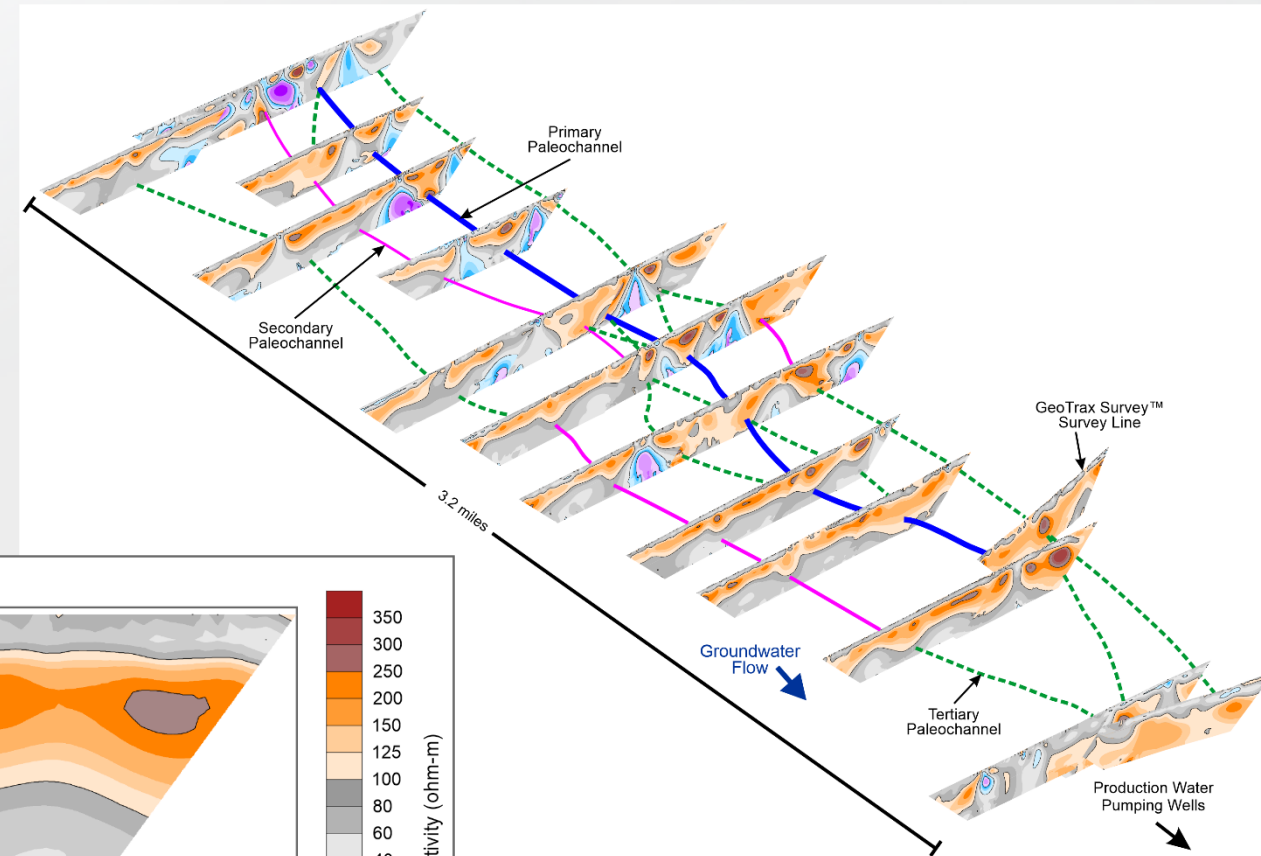 Primary
Paleochannel
Secondary
Paleochannel
GeoTrax Survey™
Survey Line
3.2 miles
Groundwater
Flow
Tertiary
Paleochannel
Production Water
Pumping Wells
350
300
250
200
150
125
100
80
60
tivity (ohm-m)